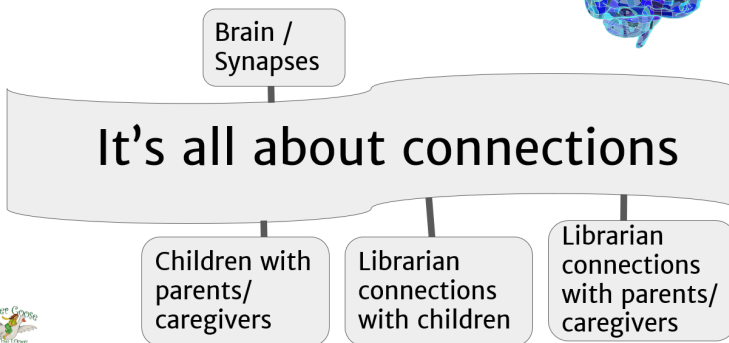 Brain /
Synapses
It's all about connections
Children with
parents/
caregivers
Librarian
connections
with children
Librarian
connections
with parents/
caregivers